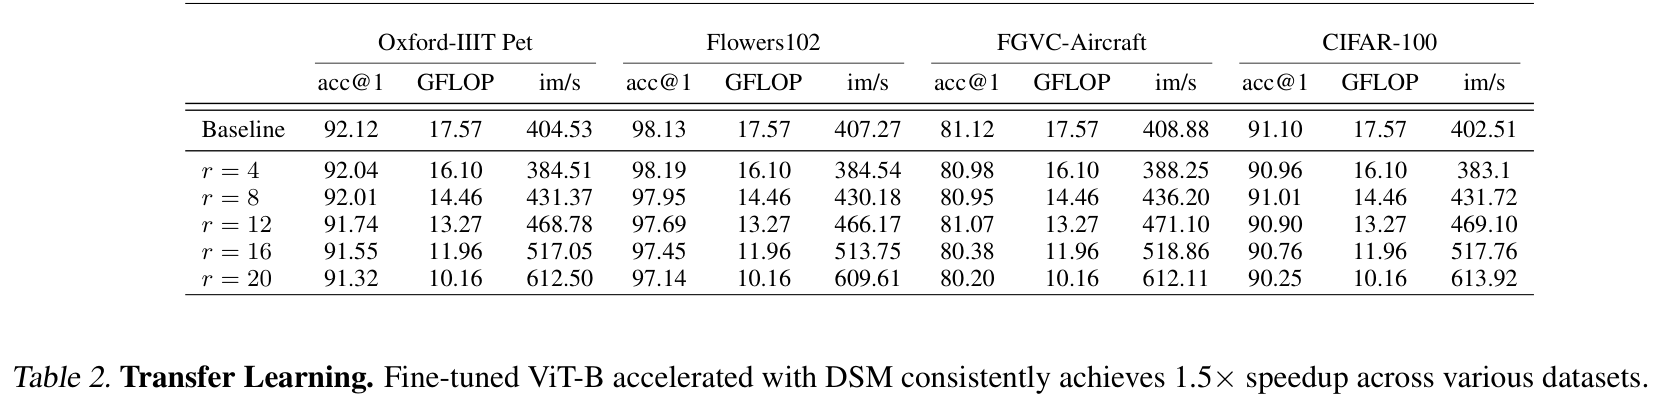 Oxford-IIIT Pet Flowers102 FGVC-Aircraft CIFAR-100
acc@1 GFLOP im/s acc@1 GFLOP im/s acc@1 GFLOP im/s acc@1 GFLOP im/s
Baseline 92.12 17.57 404.53 98.13 17.57 407.27 81.12 17.57 408.88 91.10 17.57 402.51
r = 4 92.04 16.10 384.51 98.19 16.10 384.54 80.98 16.10 388.25 90.96 16.10 383.1
r = 8 92.01 14.46 431.37 97.95 14.46 430.18 80.95 14.46 436.20 91.01 14.46 431.72
r = 12 91.74 13.27 468.78 97.69 13.27 466.17 81.07 13.27 471.10 90.90 13.27 469.10
r = 16 91.55 11.96 517.05 97.45 11.96 513.75 80.38 11.96 518.86 90.76 11.96 517.76
r = 20 91.32 10.16 612.50 97.14 10.16 609.61 80.20 10.16 612.11 90.25 10.16 613.92
Table 2. Transfer Learning. Fine-tuned ViT-B accelerated with DSM consistently achieves 1.5× speedup across various datasets.